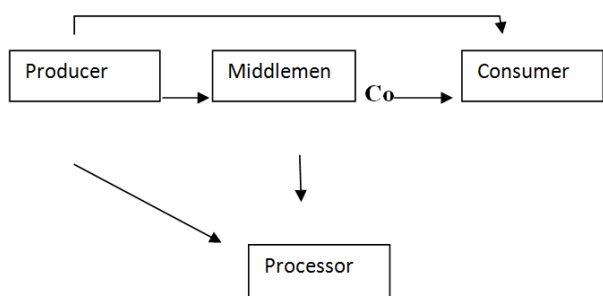 Producer
Middlemen
Co
Consumer
Processor